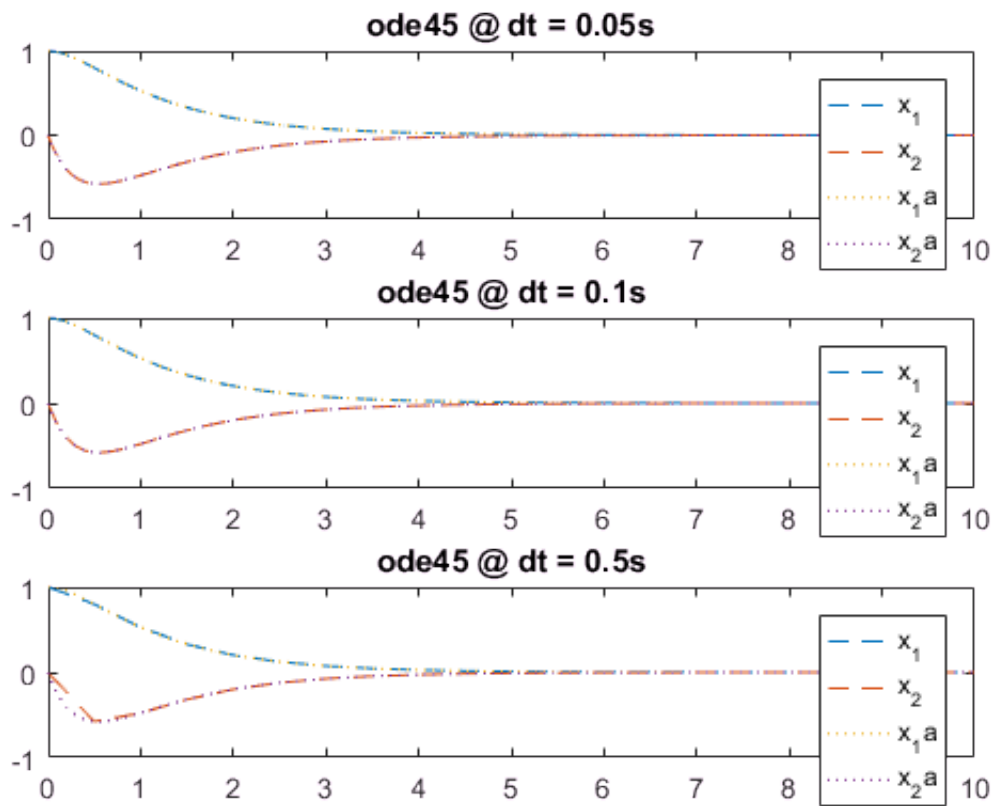 ode45 @ dt = 0.05s
1
0
-1
0 1 2 3 4 5 6 7 8 10
x₁
x₂
x₁a
x₂a
ode45 @ dt = 0.1s
1
0
-1
0 1 2 3 4 5 6 7 8 10
x₁
x₂
x₁a
x₂a
ode45 @ dt = 0.5s
1
0
-1
0 1 2 3 4 5 6 7 8 10
x₁
x₂
x₁a
x₂a